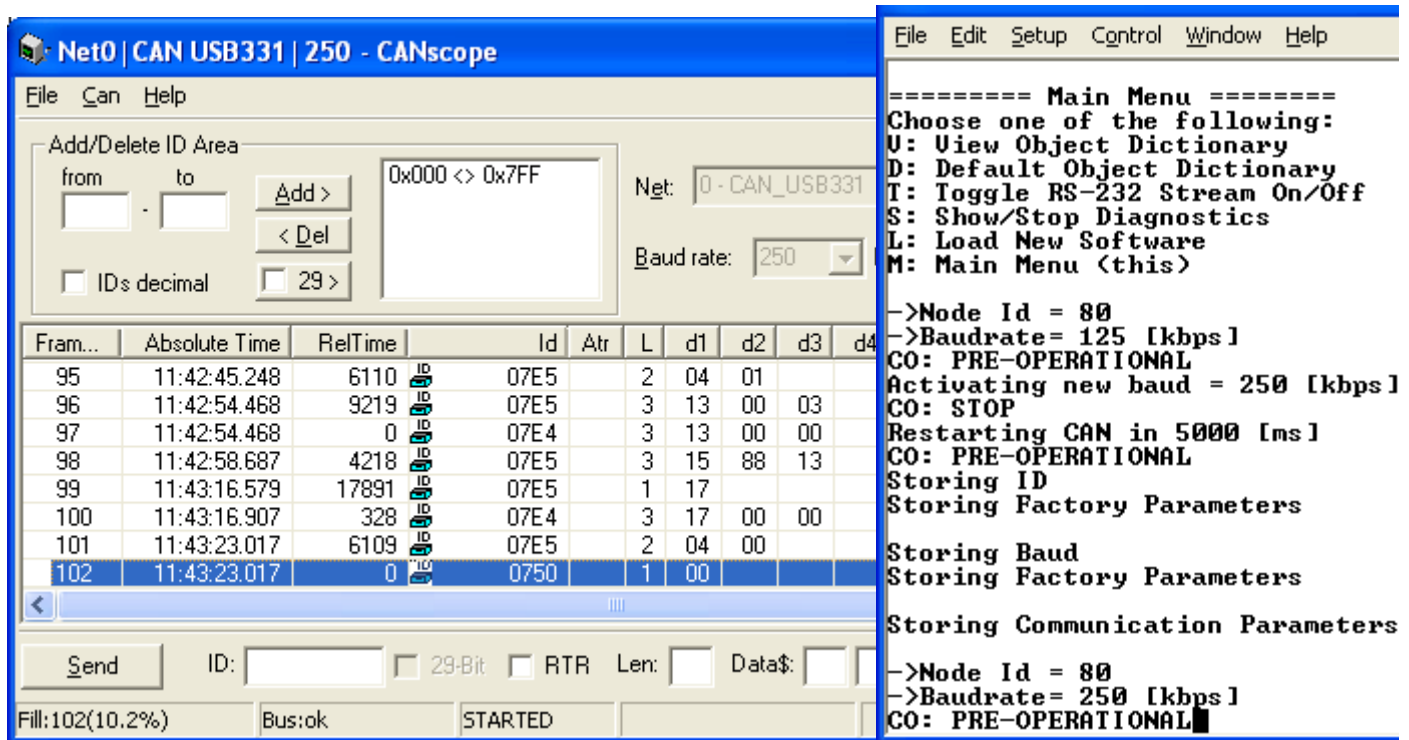 Net0 | CAN USB331 | 250 - CANscope
File Can Help
Add/Delete ID Area
from to
-
Add >
< Del
IDs decimal
29 >
0x000 <> 0x7FF
Net: 0 - CAN_USB331
Baud rate: 250
Fram... Absolute Time RelTime Id Atr L d1 d2 d3 d4
95 11:42:45.248 6110 ID 07E5 2 04 01
96 11:42:54.468 9219 ID 07E5 3 13 00 03
97 11:42:54.468 0 ID 07E4 3 13 00 00
98 11:42:58.687 4218 ID 07E5 3 15 88 13
99 11:43:16.579 17891 ID 07E5 1 17
100 11:43:16.907 328 ID 07E4 3 17 00 00
101 11:43:23.017 6109 ID 07E5 2 04 00
102 11:43:23.017 0 ID 0750 1 00
Send ID: 29-Bit RTR Len: Data$:
Fill:102(10.2%) Bus:ok STARTED
File Edit Setup Control Window Help
========= Main Menu ========
Choose one of the following:
V: View Object Dictionary
D: Default Object Dictionary
T: Toggle RS-232 Stream On/Off
S: Show/Stop Diagnostics
L: Load New Software
M: Main Menu (this)
->Node Id = 80
->Baudrate= 125 [kbps]
CO: PRE-OPERATIONAL
Activating new baud = 250 [kbps]
CO: STOP
Restarting CAN in 5000 [ms]
CO: PRE-OPERATIONAL
Storing ID
Storing Factory Parameters
Storing Baud
Storing Factory Parameters
Storing Communication Parameters
->Node Id = 80
->Baudrate= 250 [kbps]
CO: PRE-OPERATIONAL